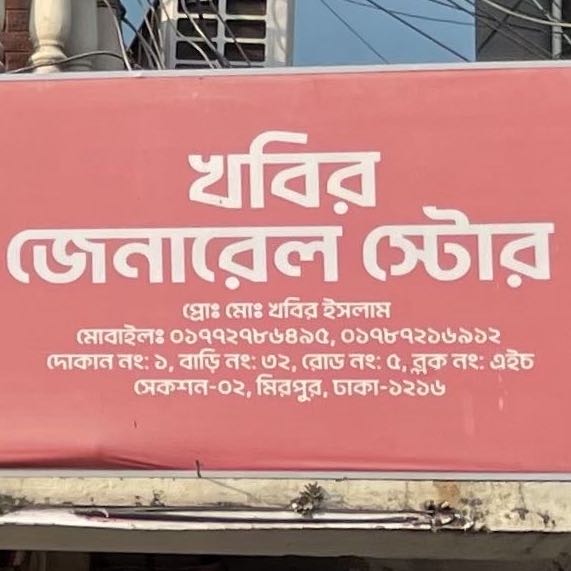 খবির
জেনারেল স্টোর
প্রোঃ মোঃ খবির ইসলাম
মোবাইলঃ ০১৭৭২৭৮৬৪৯৫, ০১৭৮৭২১৬৯১২
দোকান নং: ১, বাড়ি নং: ৩২, রোড নং: ৫, ব্লক নং: এইচ
সেকশন-০২, মিরপুর, ঢাকা-১২১৬